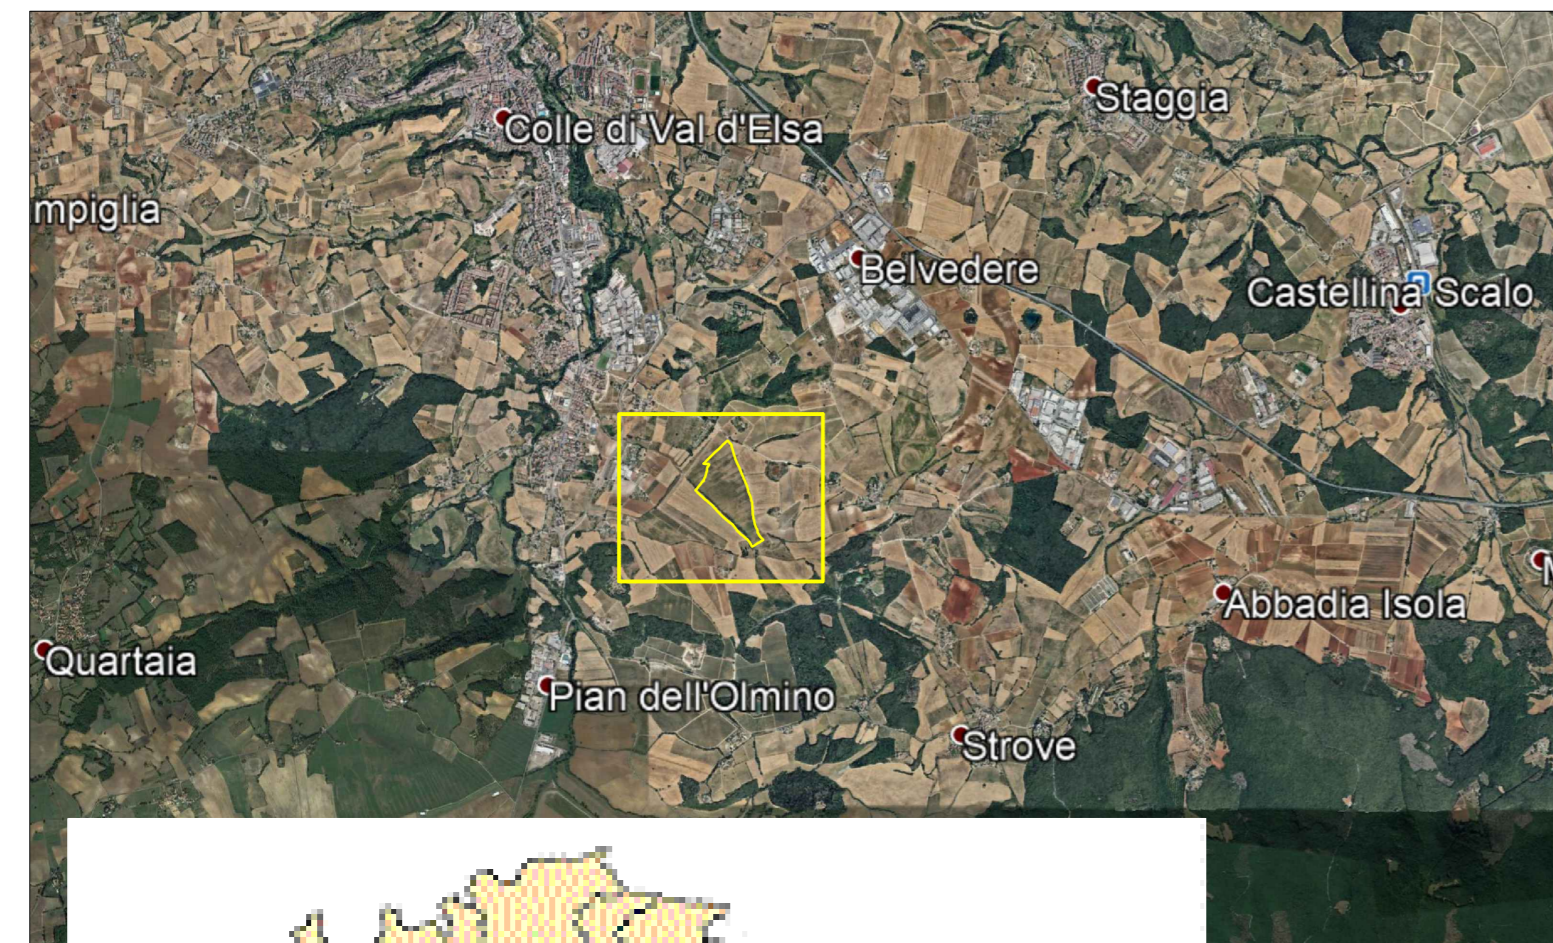 Staggia
Colle di Val d'Elsa
mpiglia
Belvedere
Castellina Scalo
Abbadia Isola
Quartaia
Pian dell'Olmino
Strove